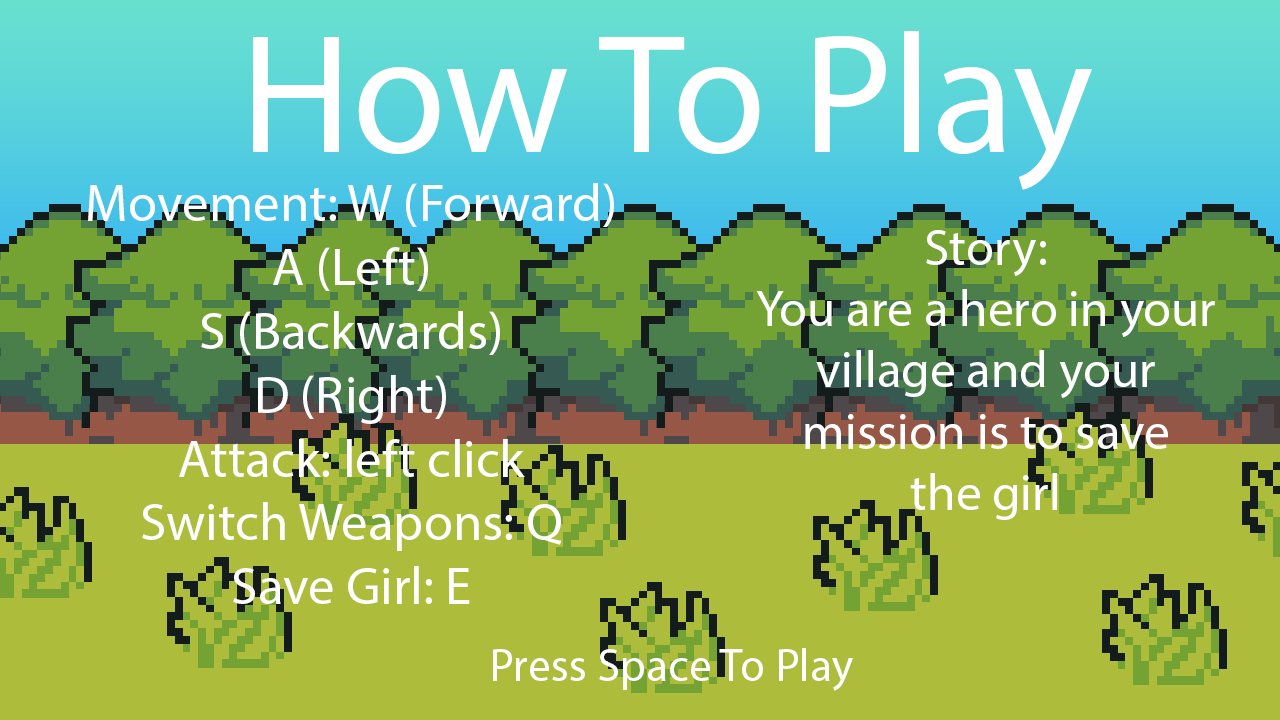 How To Play
Movement: W (Forward)
A (Left)
S (Backwards)
D (Right)
Attack: left click
Switch Weapons: Q
Save Girl: E
Story:
You are a hero in your
village and your
mission is to save
the girl
Press Space To Play